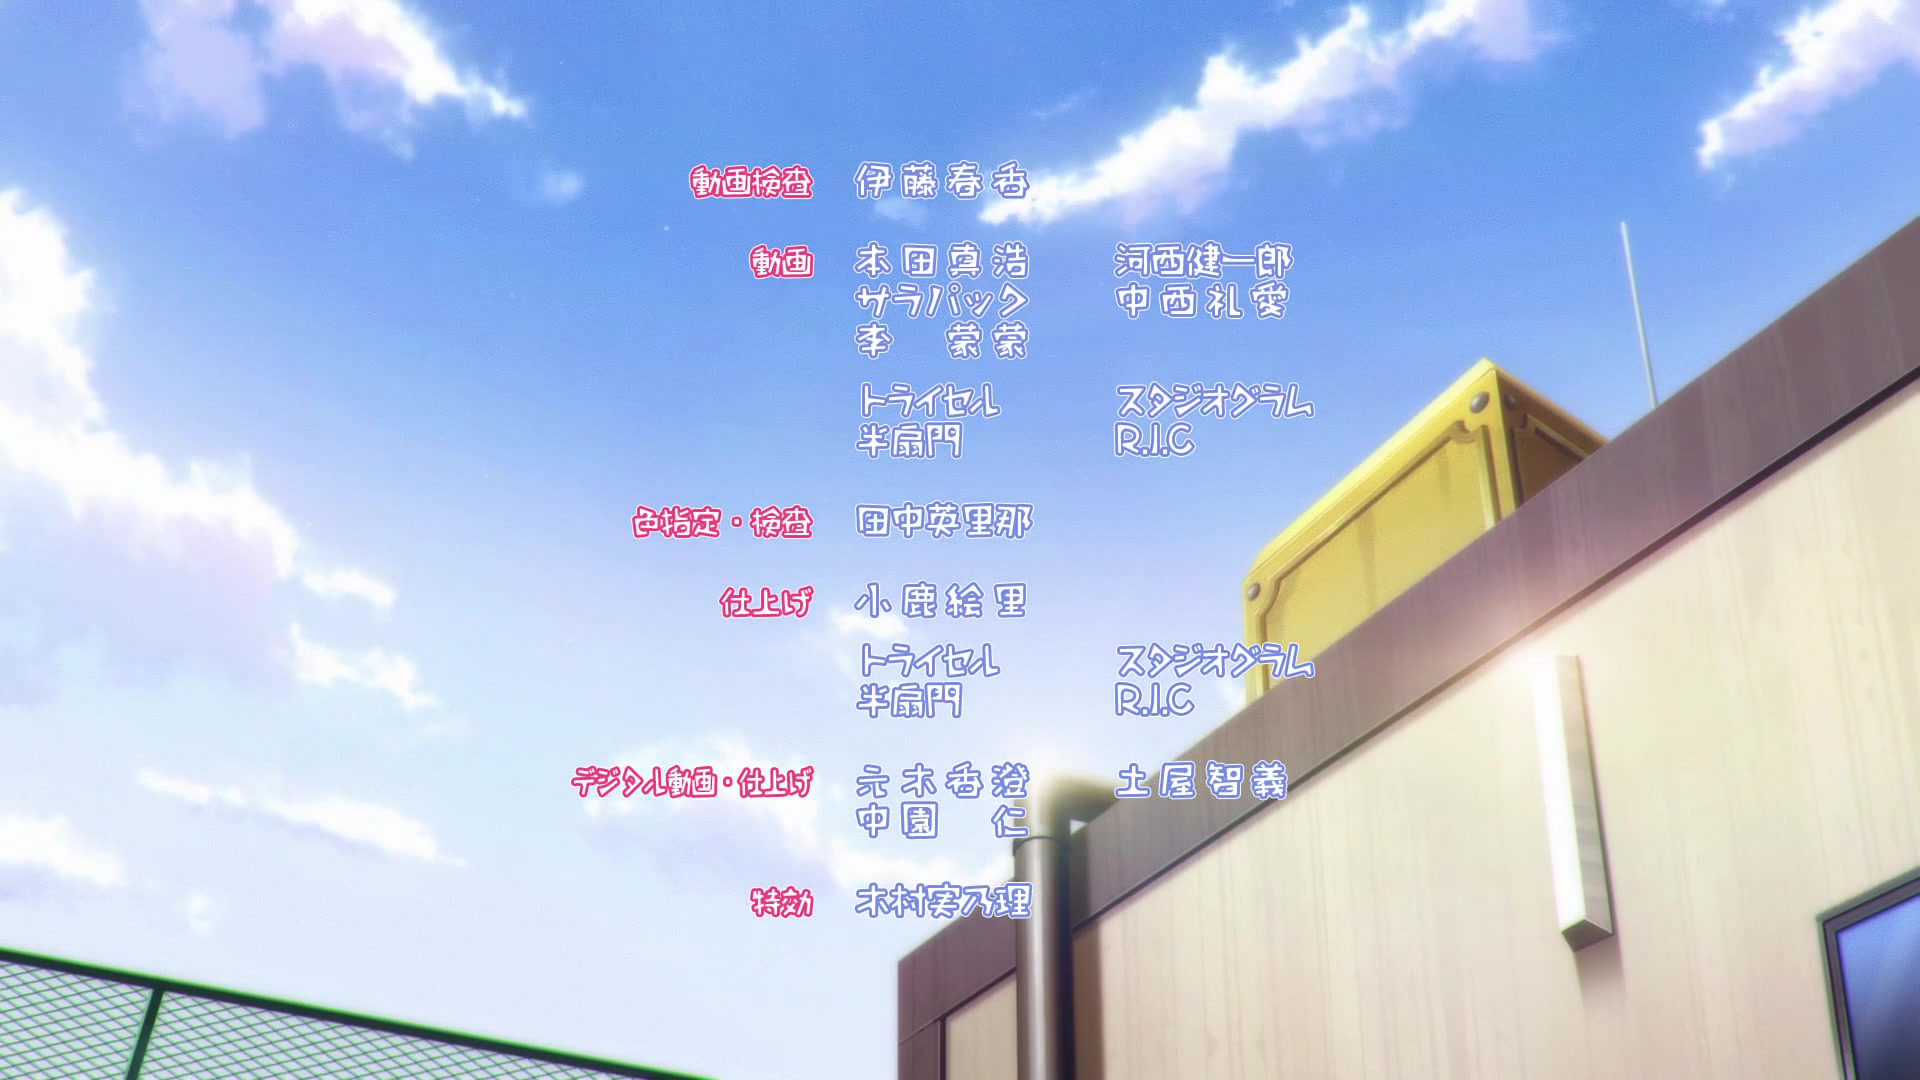 動画検査 伊藤春香
動画 本田真浩 河西健一郎
サラパック 中西礼愛
李 蒙蒙
トライセル スタジオグラム
半扇門 R.I.C
色指定・検査 田中英里那
仕上げ 小鹿絵里
トライセル スタジオグラム
半扇門 R.I.C
デジタル動画・仕上げ 元木香澄 土屋智義
中園 仁
特効 木村実乃理